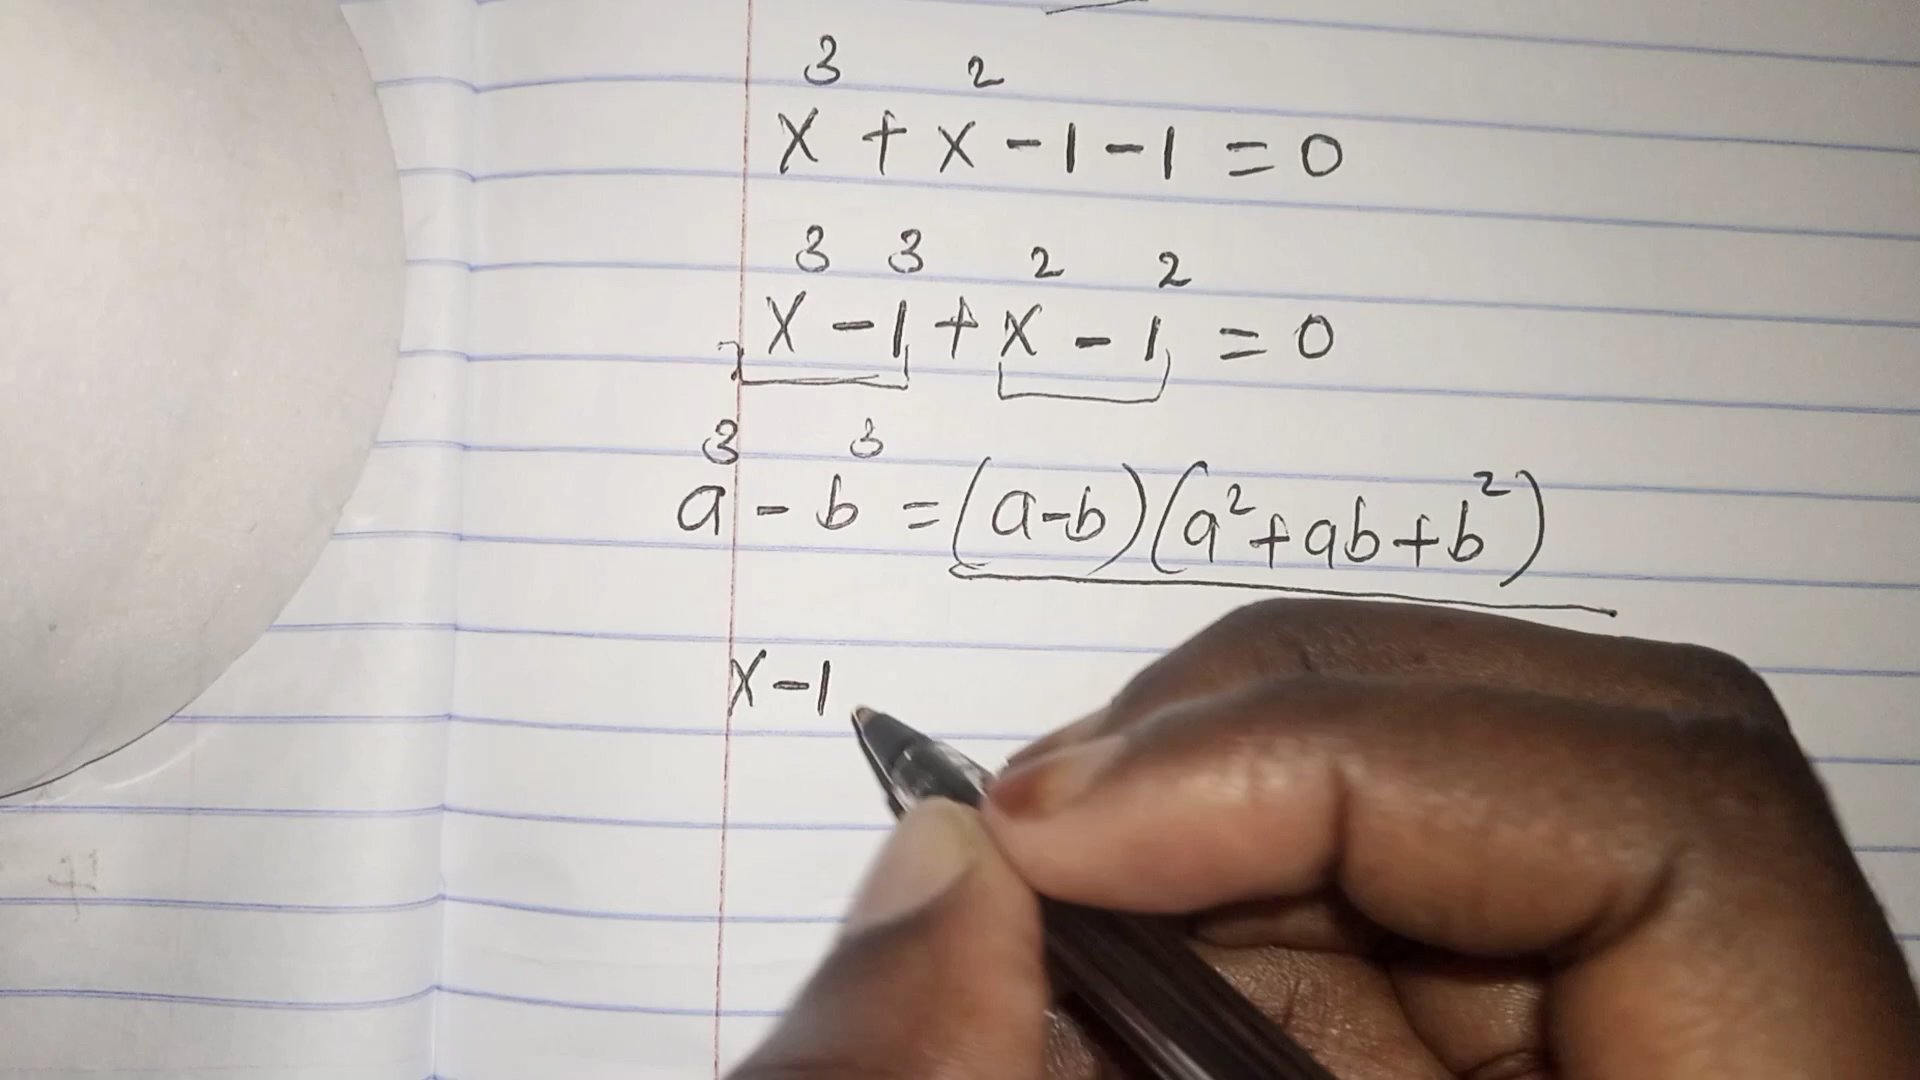 x³ + x² - 1 - 1 = 0
x³ - 1³ + x² - 1² = 0
a³ - b³ = (a-b)(a²+ab+b²)
x - 1